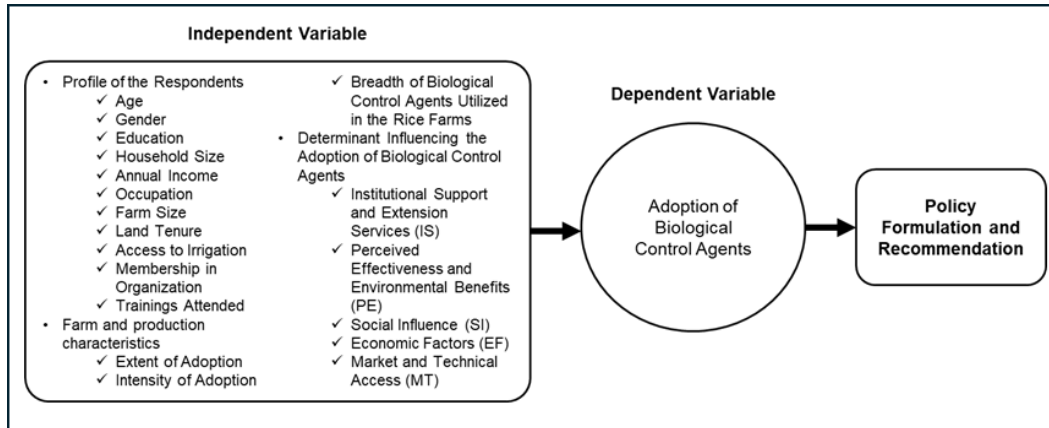 Independent Variable
• Profile of the Respondents
✓ Age
✓ Gender
✓ Education
✓ Household Size
✓ Annual Income
✓ Occupation
✓ Farm Size
✓ Land Tenure
✓ Access to Irrigation
✓ Membership in
Organization
✓ Trainings Attended
• Farm and production
characteristics
✓ Extent of Adoption
✓ Intensity of Adoption
✓ Breadth of Biological
Control Agents Utilized
in the Rice Farms
• Determinant Influencing the
Adoption of Biological Control
Agents
✓ Institutional Support
and Extension
Services (IS)
✓ Perceived
Effectiveness and
Environmental Benefits
(PE)
✓ Social Influence (SI)
✓ Economic Factors (EF)
✓ Market and Technical
Access (MT)
Dependent Variable
Adoption of
Biological
Control Agents
Policy
Formulation and
Recommendation